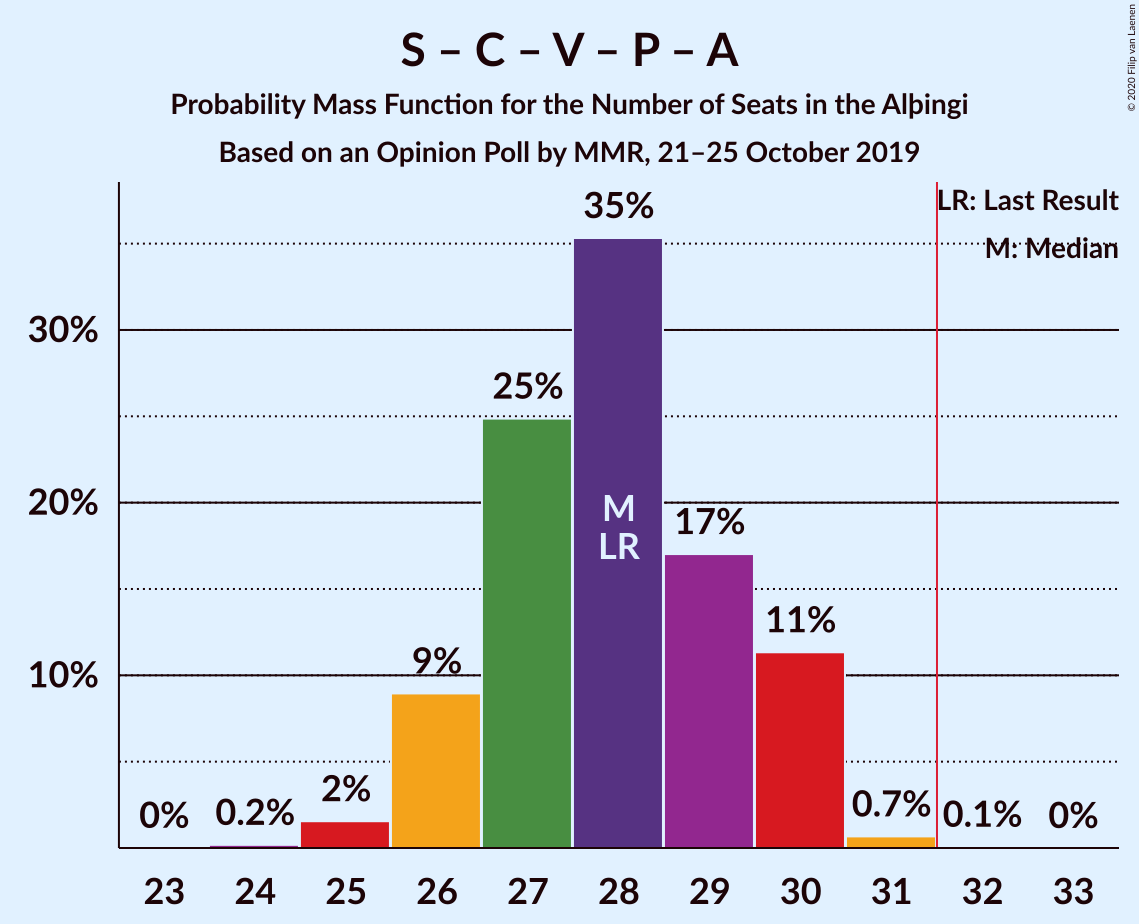 S – C – V – P – A
Probability Mass Function for the Number of Seats in the Alþingi
Based on an Opinion Poll by MMR, 21–25 October 2019
© 2020 Filip van Laenen
LR: Last Result
M: Median
35%
30%
25%
20%
M
LR
17%
11%
10%
9%
2%
0%
0.2%
0.7%
0.1%
0%
23 24 25 26 27 28 29 30 31 32 33